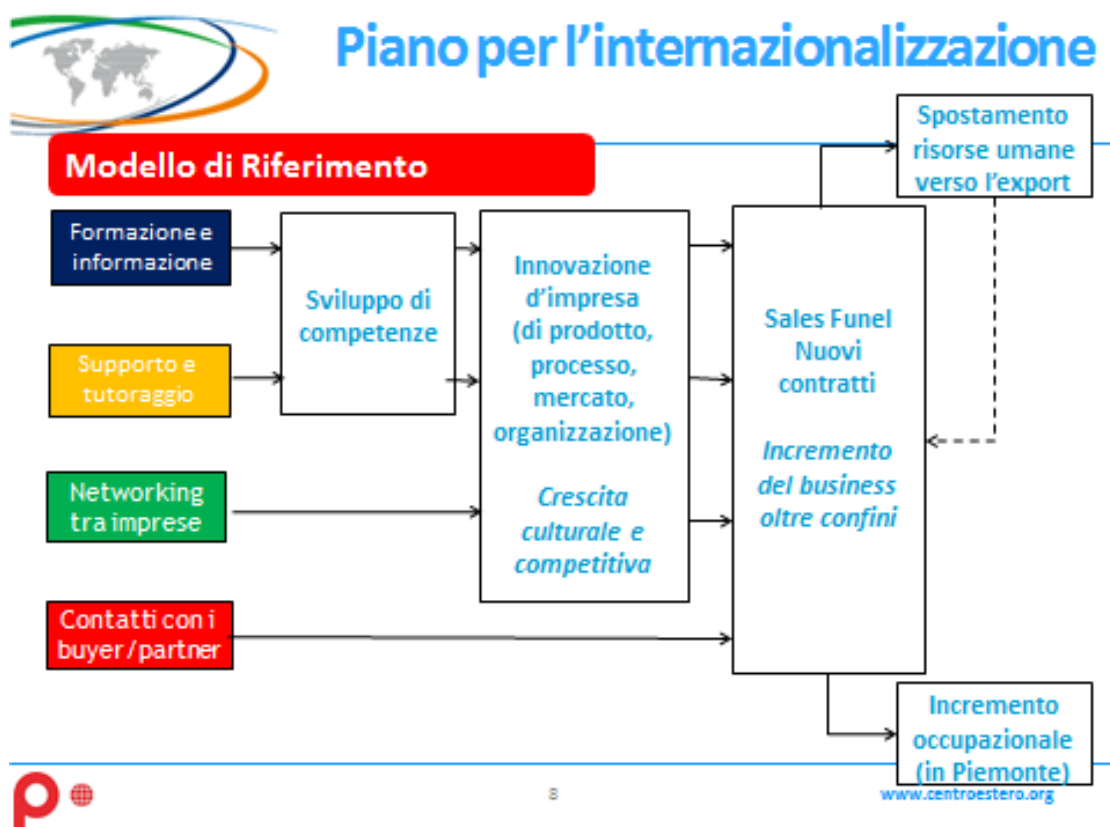 Piano per l'internazionalizzazione
Modello di Riferimento
Formazione e
informazione
Supporto e
tutoraggio
Networking
tra imprese
Contatti con i
buyer/partner
Sviluppo di
competenze
Innovazione
d'impresa
(di prodotto,
processo,
mercato,
organizzazione)
Crescita
culturale e
competitiva
Sales Funel
Nuovi
contratti
Incremento
del business
oltre confini
Spostamento
risorse umane
verso l'export
Incremento
occupazionale
(in Piemonte)
p
8
www.centroestero.org